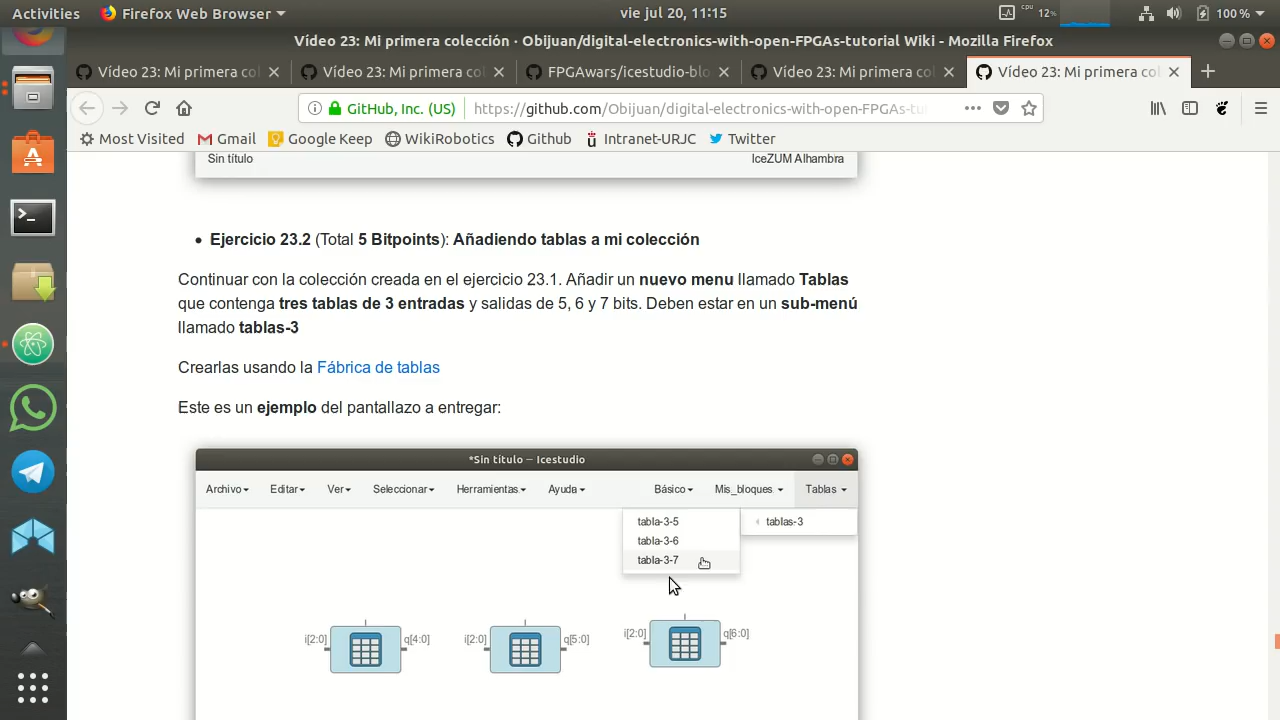 Activities
Firefox Web Browser
vie jul 20, 11:15
cpu
12%
100 %
Vídeo 23: Mi primera colección · Obijuan/digital-electronics-with-open-FPGAs-tutorial Wiki - Mozilla Firefox
Vídeo 23: Mi primera col
Vídeo 23: Mi primera col
FPGAwars/icestudio-blo
Vídeo 23: Mi primera col
Vídeo 23: Mi primera col
GitHub, Inc. (US)
https://github.com/Obijuan/digital-electronics-with-open-FPGAs-tu
Most Visited
Gmail
Google Keep
WikiRobotics
Github
Intranet-URJC
Twitter
Sin título
IceZUM Alhambra
Ejercicio 23.2 (Total 5 Bitpoints): Añadiendo tablas a mi colección
Continuar con la colección creada en el ejercicio 23.1. Añadir un nuevo menu llamado Tablas
que contenga tres tablas de 3 entradas y salidas de 5, 6 y 7 bits. Deben estar en un sub-menú
llamado tablas-3
Crearlas usando la Fábrica de tablas
Este es un ejemplo del pantallazo a entregar:
*Sin título – Icestudio
Archivo
Editar
Ver
Seleccionar
Herramientas
Ayuda
Básico
Mis_bloques
Tablas
tabla-3-5
tablas-3
tabla-3-6
tabla-3-7
i[2:0]
q[4:0]
i[2:0]
q[5:0]
i[2:0]
q[6:0]